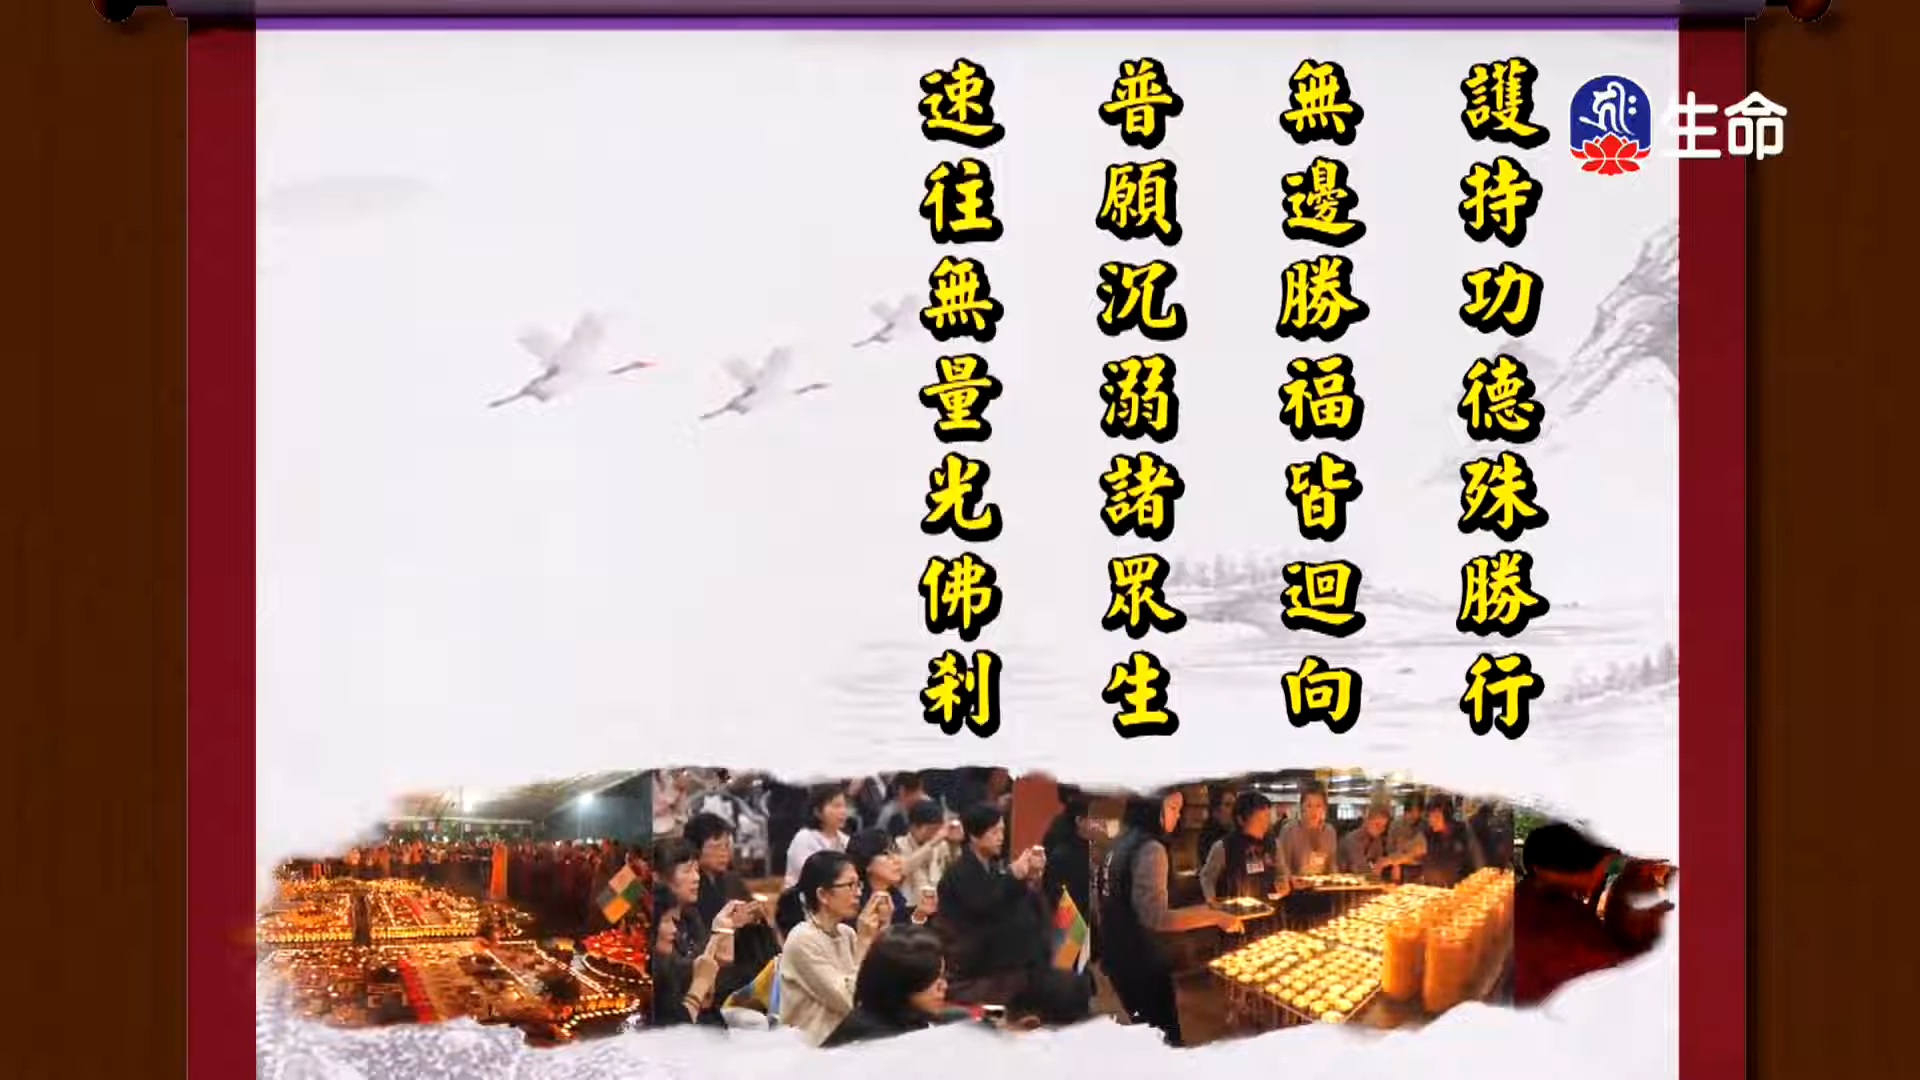 護持功德殊勝行
無邊勝福皆迴向
普願沉溺諸眾生
速往無量光佛剎
生命